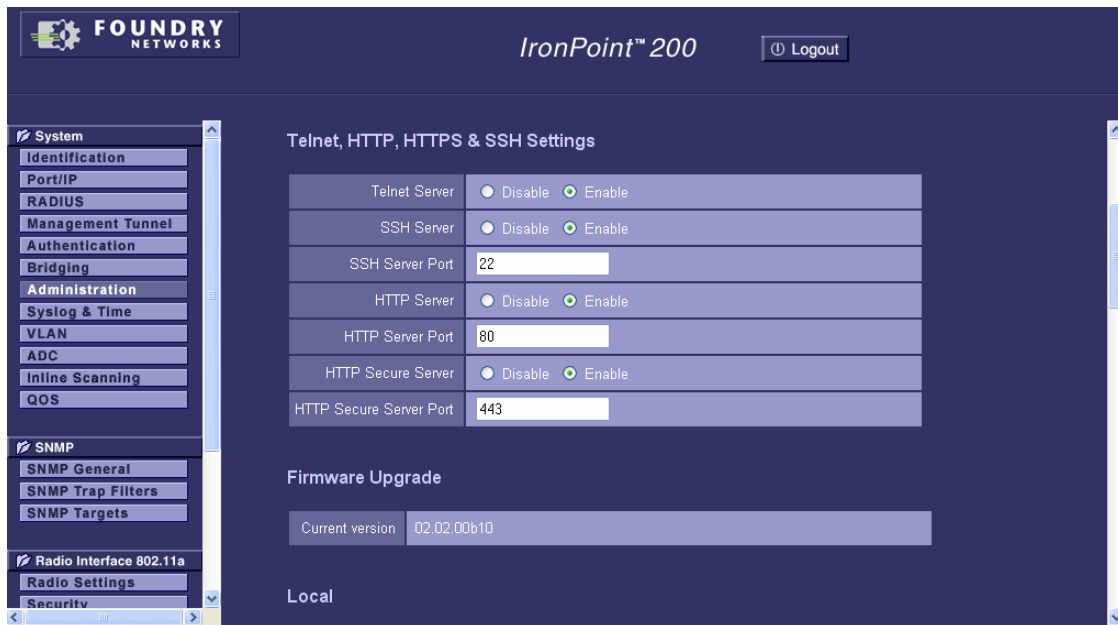 FOUNDRY
NETWORKS
IronPoint™ 200
Logout
System
Identification
Port/IP
RADIUS
Management Tunnel
Authentication
Bridging
Administration
Syslog & Time
VLAN
ADC
Inline Scanning
QOS
SNMP
SNMP General
SNMP Trap Filters
SNMP Targets
Radio Interface 802.11a
Radio Settings
Security
Telnet, HTTP, HTTPS & SSH Settings
Telnet Server Disable Enable
SSH Server Disable Enable
SSH Server Port 22
HTTP Server Disable Enable
HTTP Server Port 80
HTTP Secure Server Disable Enable
HTTP Secure Server Port 443
Firmware Upgrade
Current version 02.02.00b10
Local